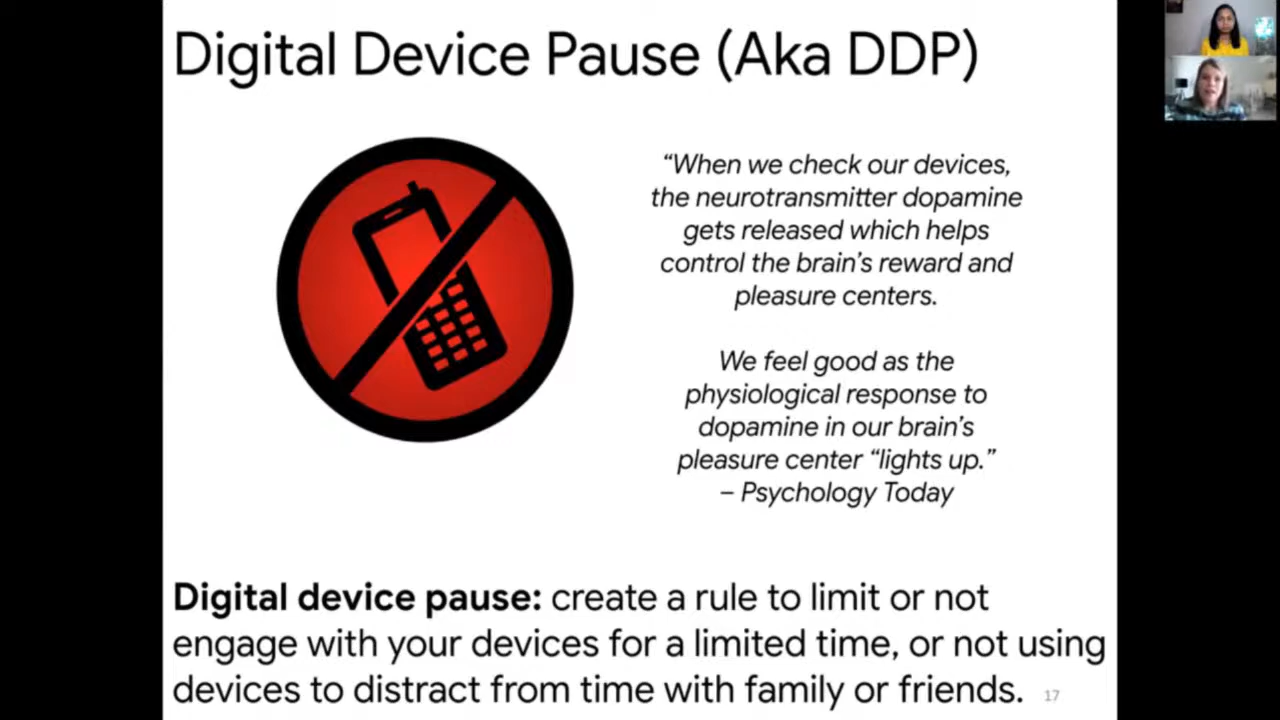 Digital Device Pause (Aka DDP)
“When we check our devices,
the neurotransmitter dopamine
gets released which helps
control the brain’s reward and
pleasure centers.
We feel good as the
physiological response to
dopamine in our brain’s
pleasure center “lights up.”
– Psychology Today
Digital device pause: create a rule to limit or not
engage with your devices for a limited time, or not using
devices to distract from time with family or friends.
17